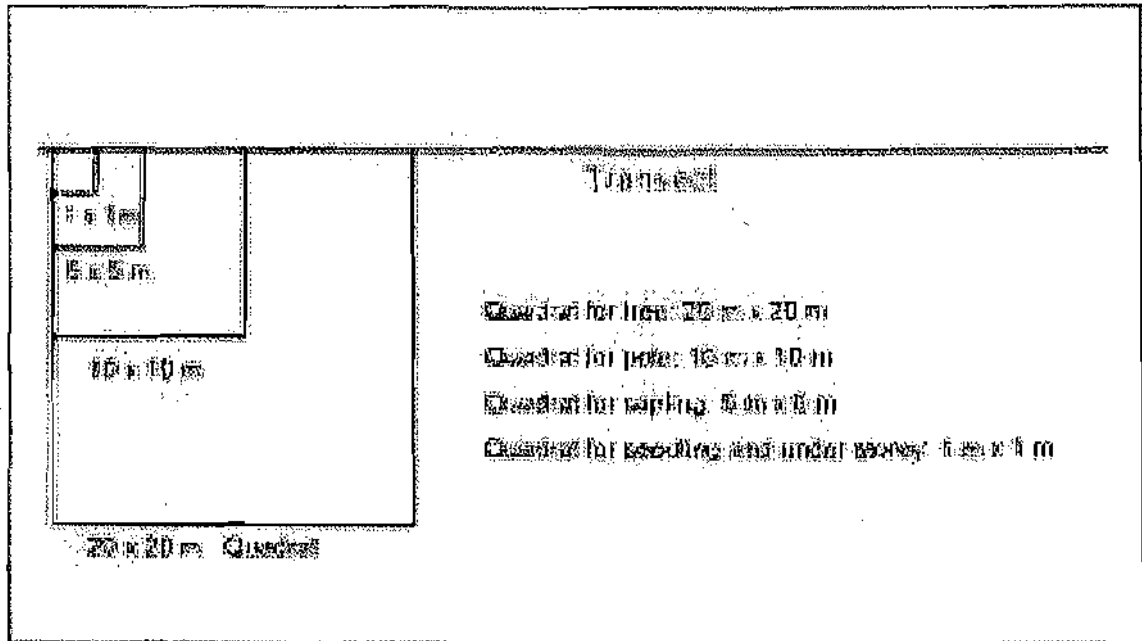 Transect
1 x 1m
5 x 5 m
10 x 10 m
20 x 20 m Quadrat
Quadrat for tree: 20 m x 20 m
Quadrat for pole: 10 m x 10 m
Quadrat for sapling: 5 m x 5 m
Quadrat for seedling and under storey: 1 m x 1 m